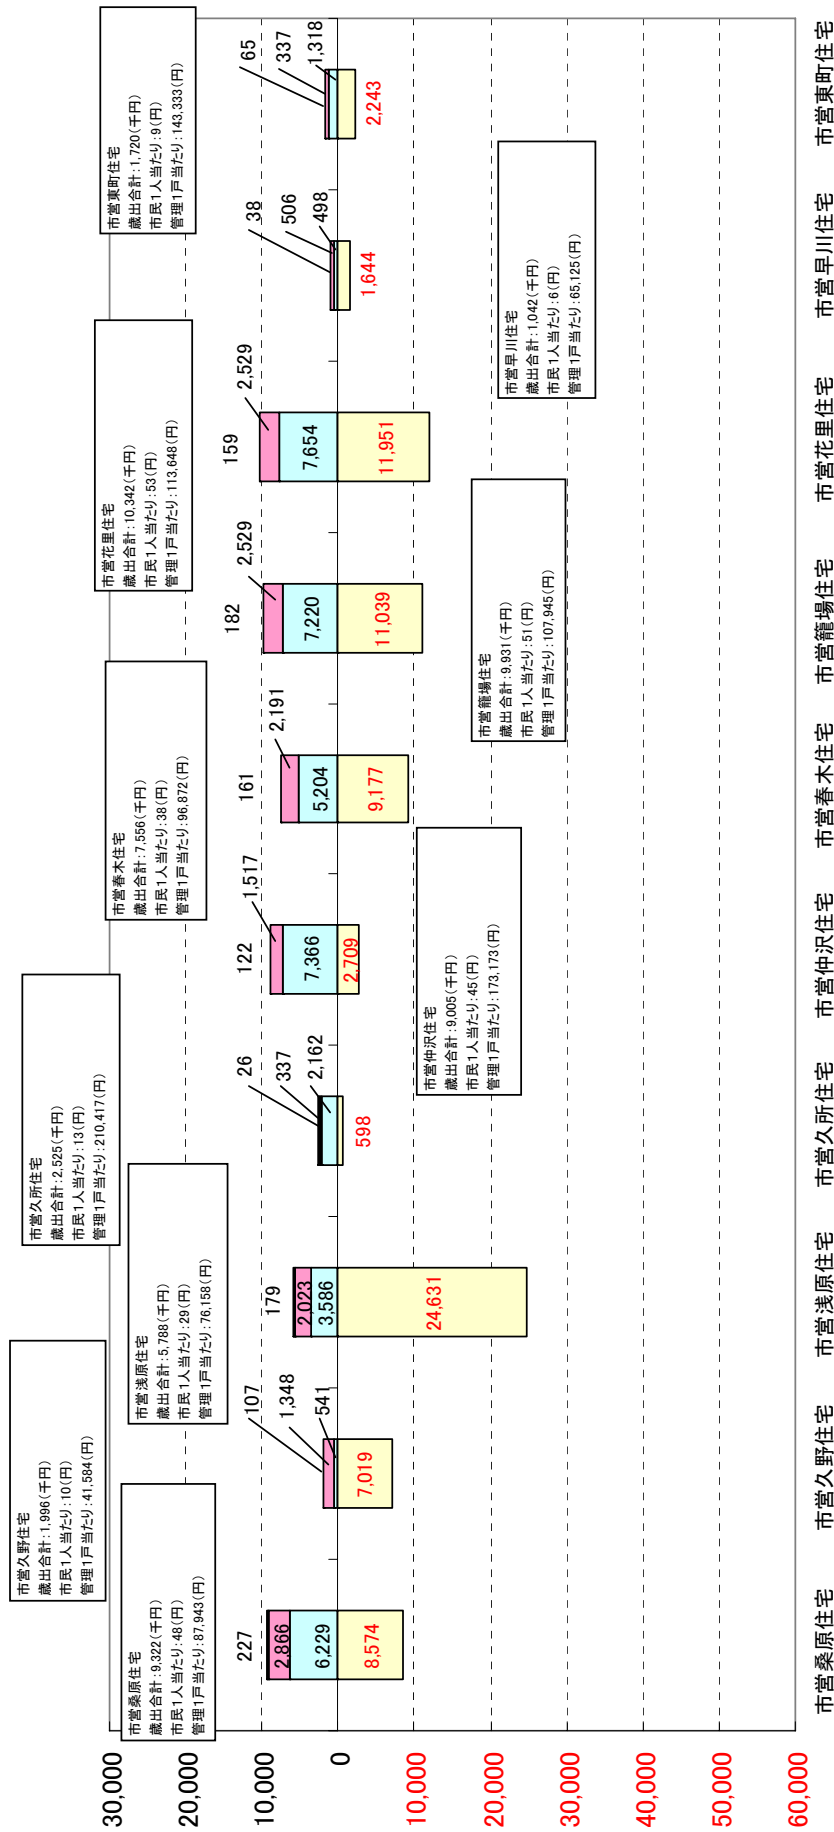 市営久野住宅
歳出合計:1,996(千円)
市民1人当たり:10(円)
管理1戸当たり:41,584(円)
市営久所住宅
歳出合計:2,525(千円)
市民1人当たり:13(円)
管理1戸当たり:210,417(円)
市営春木住宅
歳出合計:7,556(千円)
市民1人当たり:38(円)
管理1戸当たり:96,872(円)
市営花里住宅
歳出合計:10,342(千円)
市民1人当たり:53(円)
管理1戸当たり:113,648(円)
市営東町住宅
歳出合計:1,720(千円)
市民1人当たり:9(円)
管理1戸当たり:143,333(円)
市営桑原住宅
歳出合計:9,322(千円)
市民1人当たり:48(円)
管理1戸当たり:87,943(円)
市営浅原住宅
歳出合計:5,788(千円)
市民1人当たり:29(円)
管理1戸当たり:76,158(円)
30,000
20,000
10,000
0
10,000
20,000
30,000
40,000
50,000
60,000
227
2,866
6,229
8,574
107
1,348
541
7,019
179
2,023
3,586
24,631
26
337
2,162
598
122
1,517
7,366
2,709
161
2,191
5,204
9,177
182
2,529
7,220
11,039
159
2,529
7,654
11,951
38
506
498
1,644
65
337
1,318
2,243
市営仲沢住宅
歳出合計:9,005(千円)
市民1人当たり:45(円)
管理1戸当たり:173,173(円)
市営籠場住宅
歳出合計:9,931(千円)
市民1人当たり:51(円)
管理1戸当たり:107,945(円)
市営早川住宅
歳出合計:1,042(千円)
市民1人当たり:6(円)
管理1戸当たり:65,125(円)
市営桑原住宅
市営久野住宅
市営浅原住宅
市営久所住宅
市営仲沢住宅
市営春木住宅
市営籠場住宅
市営花里住宅
市営早川住宅
市営東町住宅